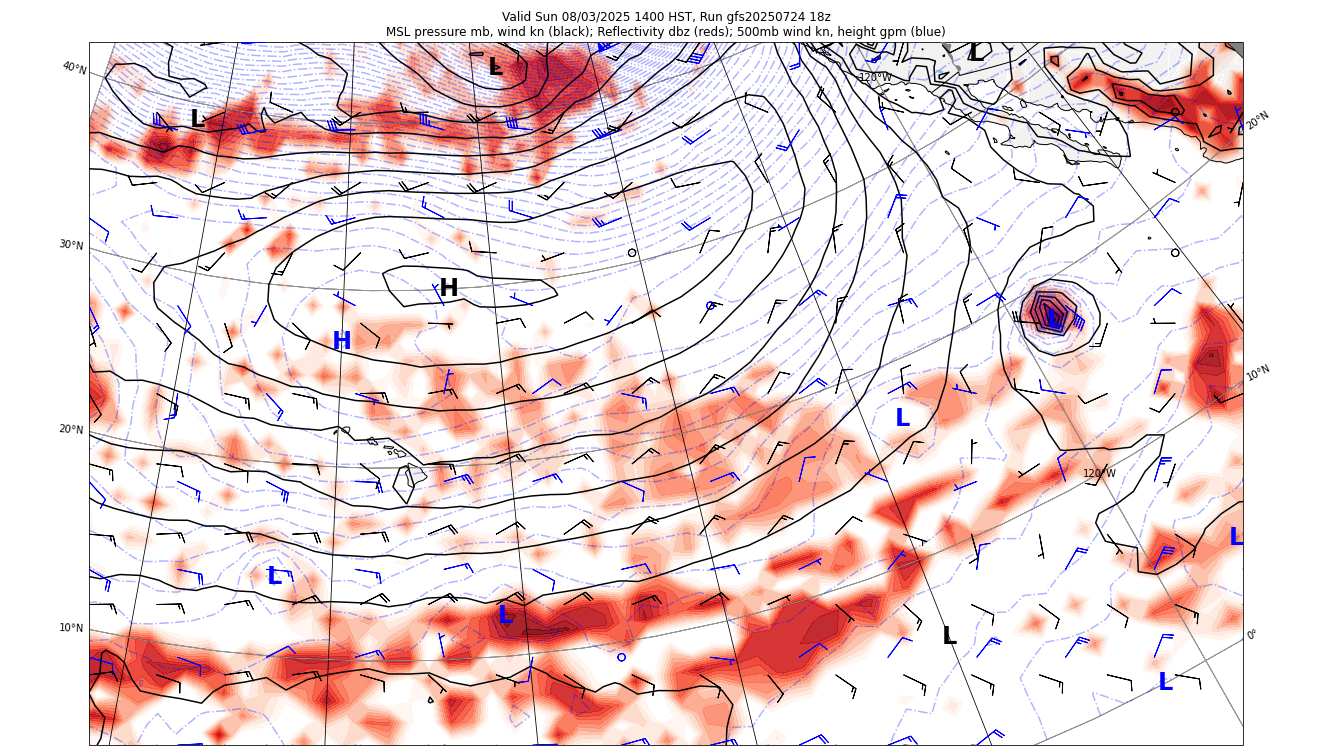 Valid Sun 08/03/2025 1400 HST, Run gfs20250724 18z
MSL pressure mb, wind kn (black); Reflectivity dbz (reds); 500mb wind kn, height gpm (blue)
L
L
40°N
120°W
L
20°N
30°N
H
L
H
10°N
L
20°N
120°W
L
L
L
10°N
L
0°
L